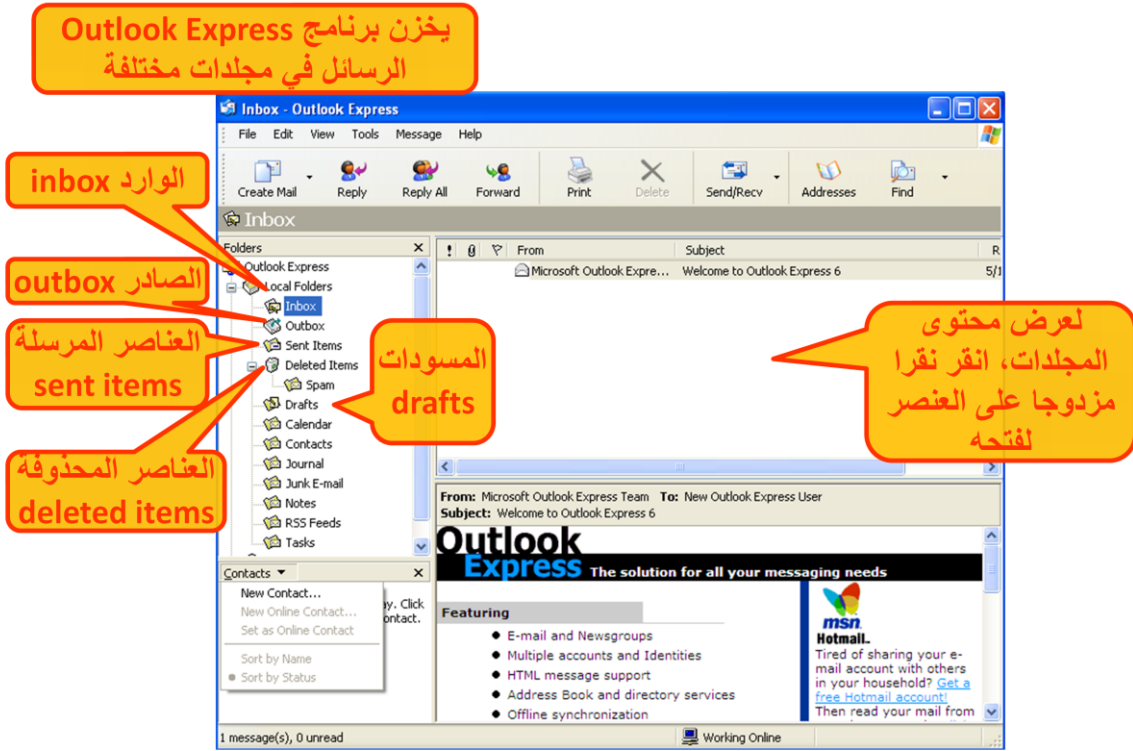 يخزن برنامج Outlook Express
الرسائل في مجلدات مختلفة
Inbox - Outlook Express
File Edit View Tools Message Help
Create Mail Reply Reply All Forward Print Delete Send/Recv Addresses Find
Inbox
الوارد inbox
الصادر outbox
العناصر المرسلة
sent items
العناصر المحذوفة
deleted items
المسودات
drafts
Folders
Outlook Express
Local Folders
Inbox
Outbox
Sent Items
Deleted Items
Spam
Drafts
Calendar
Contacts
Journal
Junk E-mail
Notes
RSS Feeds
Tasks
! From Subject R
Microsoft Outlook Expre... Welcome to Outlook Express 6 5/1
لعرض محتوى
المجلدات، انقر نقرا
مزدوجا على العنصر
لفتحه
Contacts
New Contact...
New Online Contact...
Set as Online Contact
Sort by Name
Sort by Status
ay. Click
ontact.
From: Microsoft Outlook Express Team To: New Outlook Express User
Subject: Welcome to Outlook Express 6
Outlook
Express The solution for all your messaging needs
Featuring
E-mail and Newsgroups
Multiple accounts and Identities
HTML message support
Address Book and directory services
Offline synchronization
msn
Hotmail
Tired of sharing your e-
mail account with others
in your household? Get a
free Hotmail account!
Then read your mail from
1 message(s), 0 unread
Working Online